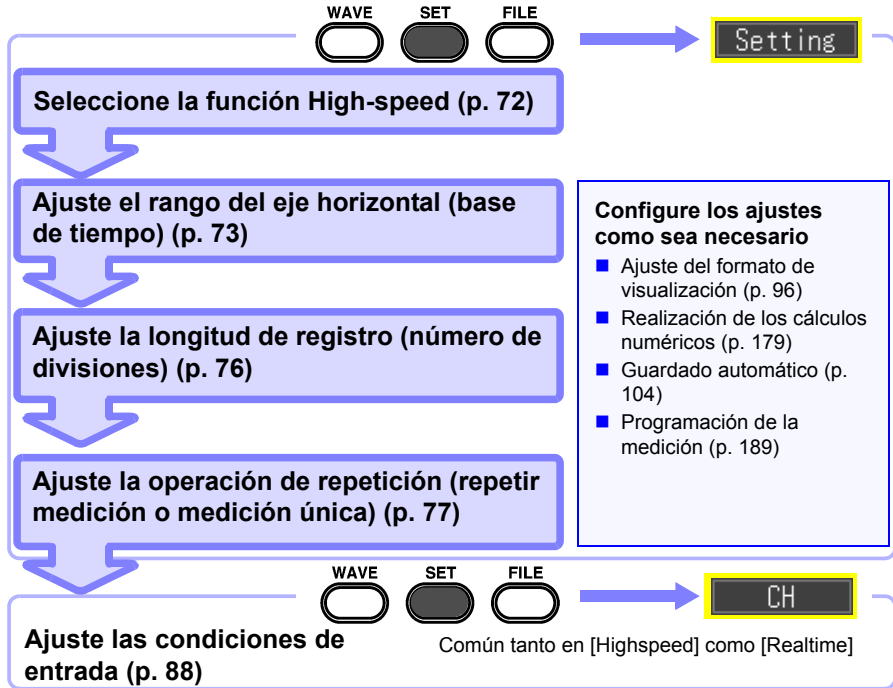 WAVE SET FILE
Setting
Seleccione la función High-speed (p. 72)
Ajuste el rango del eje horizontal (base
de tiempo) (p. 73)
Ajuste la longitud de registro (número de
divisiones) (p. 76)
Ajuste la operación de repetición (repetir
medición o medición única) (p. 77)
Configure los ajustes
como sea necesario
Ajuste del formato de
visualización (p. 96)
Realización de los cálculos
numéricos (p. 179)
Guardado automático (p.
104)
Programación de la
medición (p. 189)
WAVE SET FILE
CH
Ajuste las condiciones de
entrada (p. 88)
Común tanto en [Highspeed] como [Realtime]